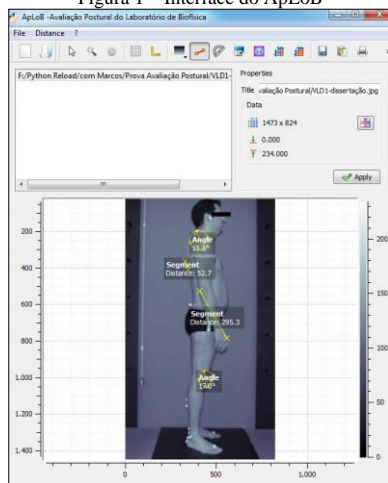 Figura 1 – Interface do ApLoB
ApLoB -Avaliação Postural do Laboratório de Biofísica
File Distance ?
F:/Python Reload/com Marcos/Prova Avaliação Postural/VLD1-
Properties
Title valiação Postural/VLD1-dissertação.jpg
Data
1473 x 824
0.000
234.000
Apply
200
400
600
800
1.000
1.200
1.400
0
500
1.000
Angle
Segment
Distance: 52.7
Segment
Distance: 295.3
Angle
200
150
100
50
0